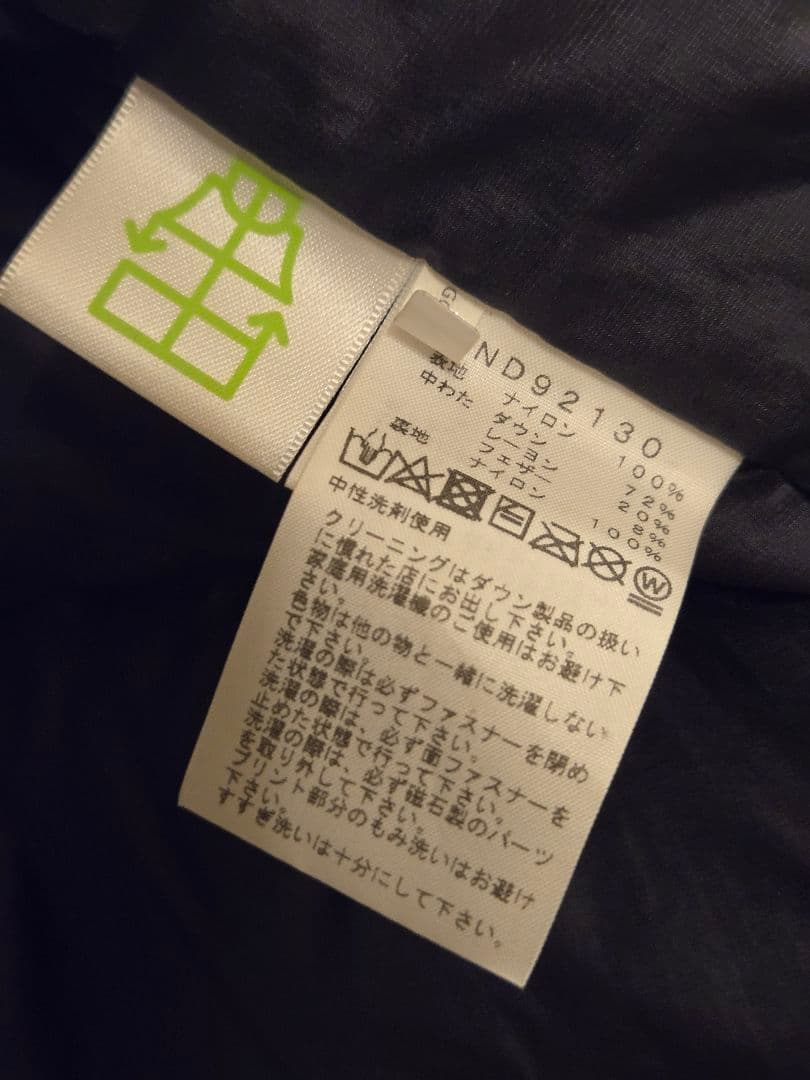 ND92130
表地 ナイロン 100%
中わた ダウン 72%
レーヨン 20%
フェザー 8%
裏地 ナイロン 100%
W
中性洗剤使用
クリーニングはダウン製品の扱い
に慣れた店にお出し下さい。
家庭用洗濯機のご使用はお避け下
さい。
色物は他の物と一緒に洗濯しない
で下さい。
洗濯の際は必ずファスナーを閉め
た状態で行って下さい。
洗濯の際は、必ず面ファスナーを
止めた状態で行って下さい。
洗濯の際は、必ず磁石製のパーツ
を取り外して下さい。
プリント部分のもみ洗いはお避け
下さい。
すすぎ洗いは十分にして下さい。